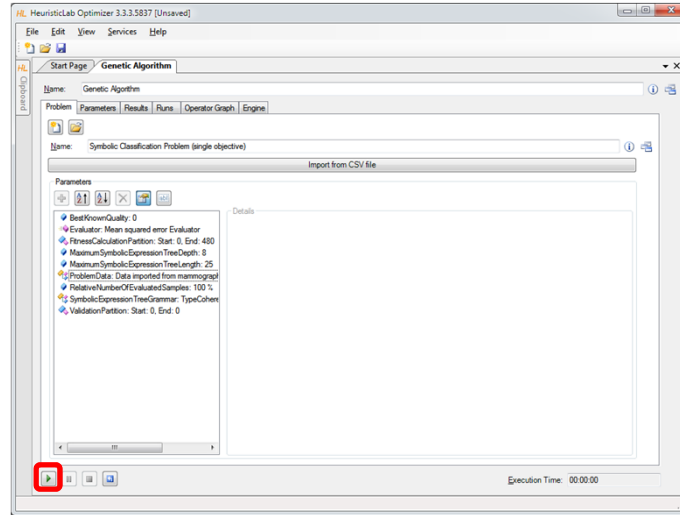 HL HeuristicLab Optimizer 3.3.3.5837 [Unsaved]
File Edit View Services Help
HL Clipboard
Start Page Genetic Algorithm
Name: Genetic Algorithm
Problem Parameters Results Runs Operator Graph Engine
Name: Symbolic Classification Problem (single objective)
Import from CSV file
Parameters
Details
BestKnownQuality: 0
Evaluator: Mean squared error Evaluator
FitnessCalculationPartition: Start: 0, End: 480
MaximumSymbolicExpressionTreeDepth: 8
MaximumSymbolicExpressionTreeLength: 25
ProblemData: Data imported from mammograph
RelativeNumberOfEvaluatedSamples: 100 %
SymbolicExpressionTreeGrammar: TypeCohere
ValidationPartition: Start: 0, End: 0
Execution Time: 00:00:00